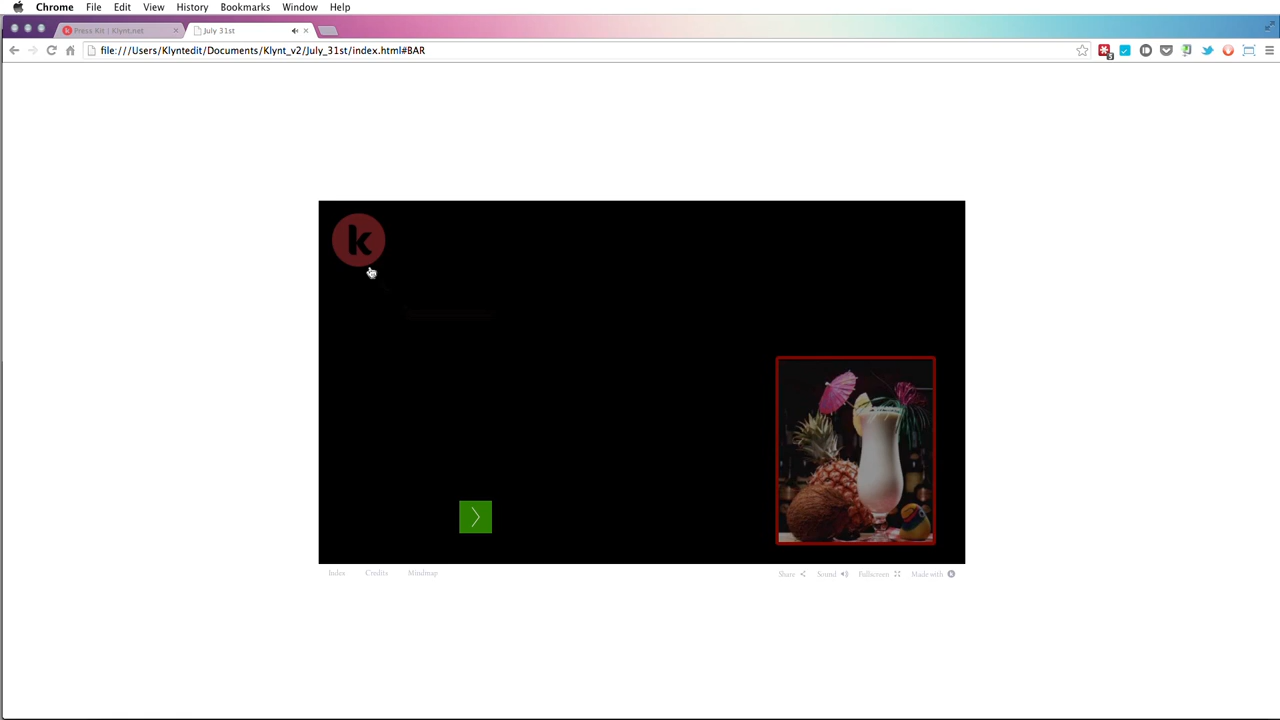 Chrome File Edit View History Bookmarks Window Help
Press Kit | Klynt.net
July 31st
file:///Users/Klyntedit/Documents/Klynt_v2/July_31st/index.html#BAR
k
Index Credits Mindmap
Share Sound Fullscreen Made with